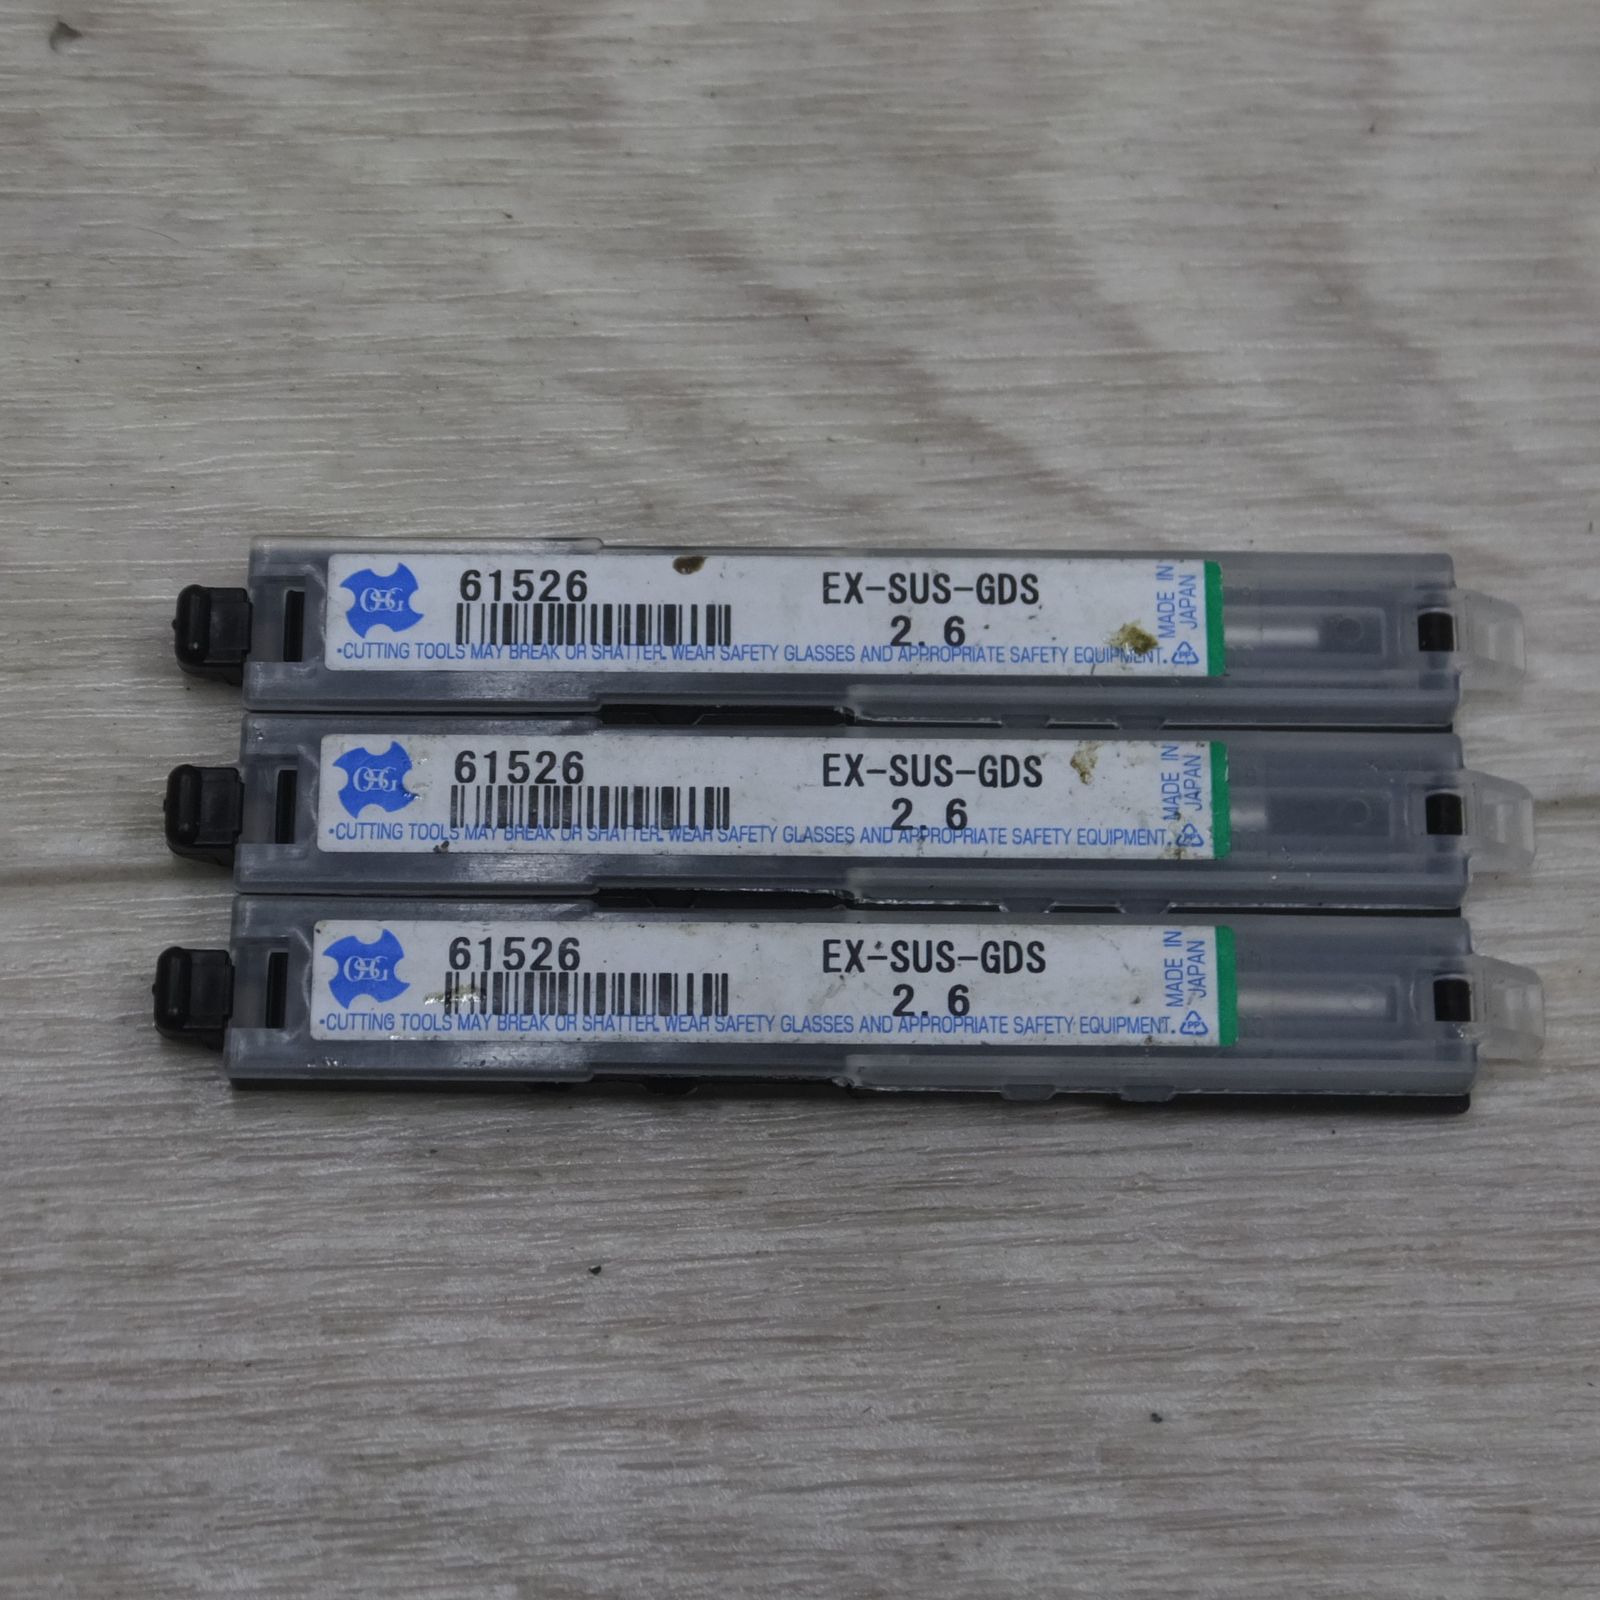 OSG
61526
EX-SUS-GDS
2.6
•CUTTING TOOLS MAY BREAK OR SHATTER. WEAR SAFETY GLASSES AND APPROPRIATE SAFETY EQUIPMENT.
MADE IN
JAPAN
PP
OSG
61526
EX-SUS-GDS
2.6
•CUTTING TOOLS MAY BREAK OR SHATTER. WEAR SAFETY GLASSES AND APPROPRIATE SAFETY EQUIPMENT.
MADE IN
JAPAN
PP
OSG
61526
EX-SUS-GDS
2.6
•CUTTING TOOLS MAY BREAK OR SHATTER. WEAR SAFETY GLASSES AND APPROPRIATE SAFETY EQUIPMENT.
MADE IN
JAPAN
PP